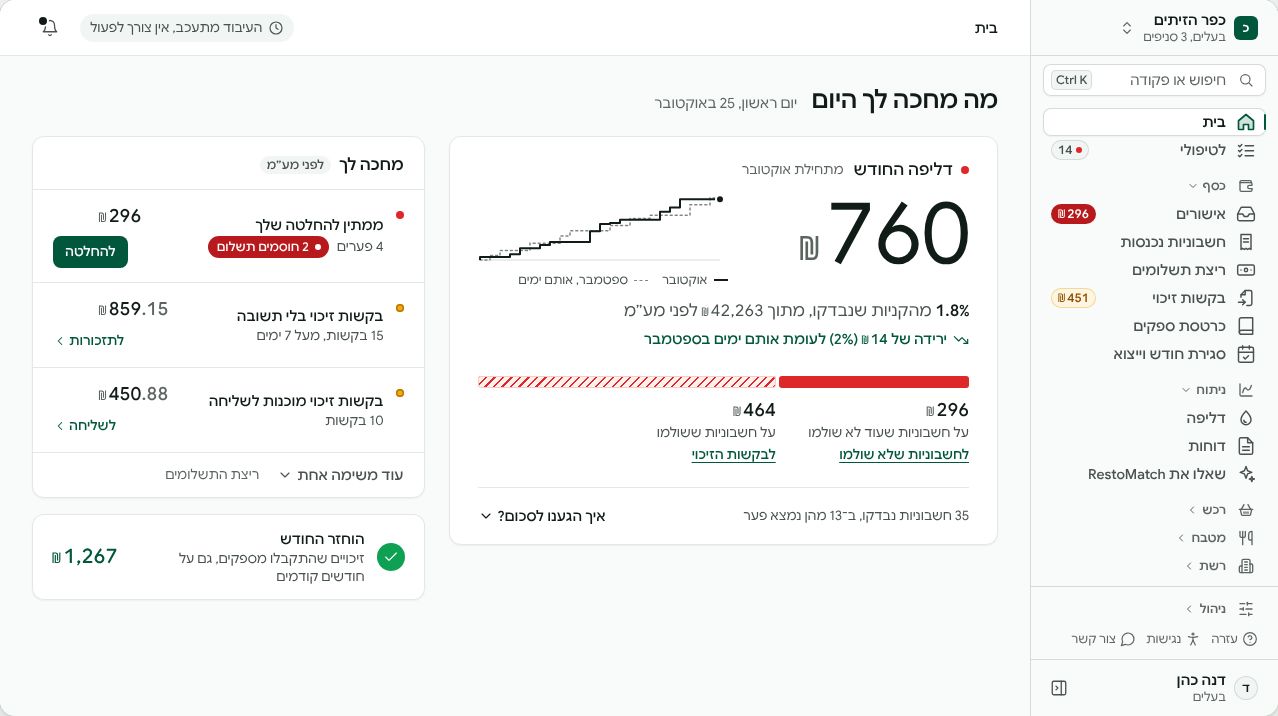 כ
כפר הזיתים
בעלים, 3 סניפים
חיפוש או פקודה
Ctrl K
בית
לטיפולי
14
כסף
אישורים
₪296
חשבוניות נכנסות
ריצת תשלומים
בקשות זיכוי
₪451
כרטסת ספקים
סגירת חודש וייצוא
ניתוח
דליפה
דוחות
שאלו את RestoMatch
רכש
מטבח
רשת
ניהול
עזרה
נגישות
צור קשר
ד
דנה כהן
בעלים
בית
העיבוד מתעכב, אין צורך לפעול
מה מחכה לך היום
יום ראשון, 25 באוקטובר
דליפה החודש
מתחילת אוקטובר
760 ₪
אוקטובר
ספטמבר, אותם ימים
1.8% מהקניות שנבדקו, מתוך 42,263 ₪ לפני מע"מ
ירידה של 14 ₪ (2%) לעומת אותם ימים בספטמבר
296 ₪
על חשבוניות שעוד לא שולמו
לחשבוניות שלא שולמו
464 ₪
על חשבוניות ששולמו
לבקשות הזיכוי
35 חשבוניות נבדקו, ב־13 מהן נמצא פער
איך הגענו לסכום?
מחכה לך
לפני מע"מ
ממתין להחלטה שלך
4 פערים
2 חוסמים תשלום
296 ₪
להחלטה
בקשות זיכוי בלי תשובה
15 בקשות, מעל 7 ימים
859.15 ₪
לתזכורות
בקשות זיכוי מוכנות לשליחה
10 בקשות
450.88 ₪
לשליחה
עוד משימה אחת
ריצת התשלומים
הוחזר החודש
זיכויים שהתקבלו מספקים, גם על
חודשים קודמים
1,267 ₪